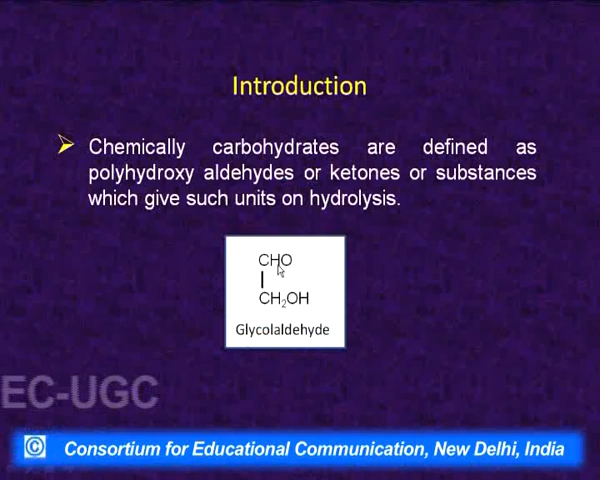 Introduction
Chemically carbohydrates are defined as
polyhydroxy aldehydes or ketones or substances
which give such units on hydrolysis.
CHO
CH₂OH
Glycolaldehyde
EC-UGC
© Consortium for Educational Communication, New Delhi, India